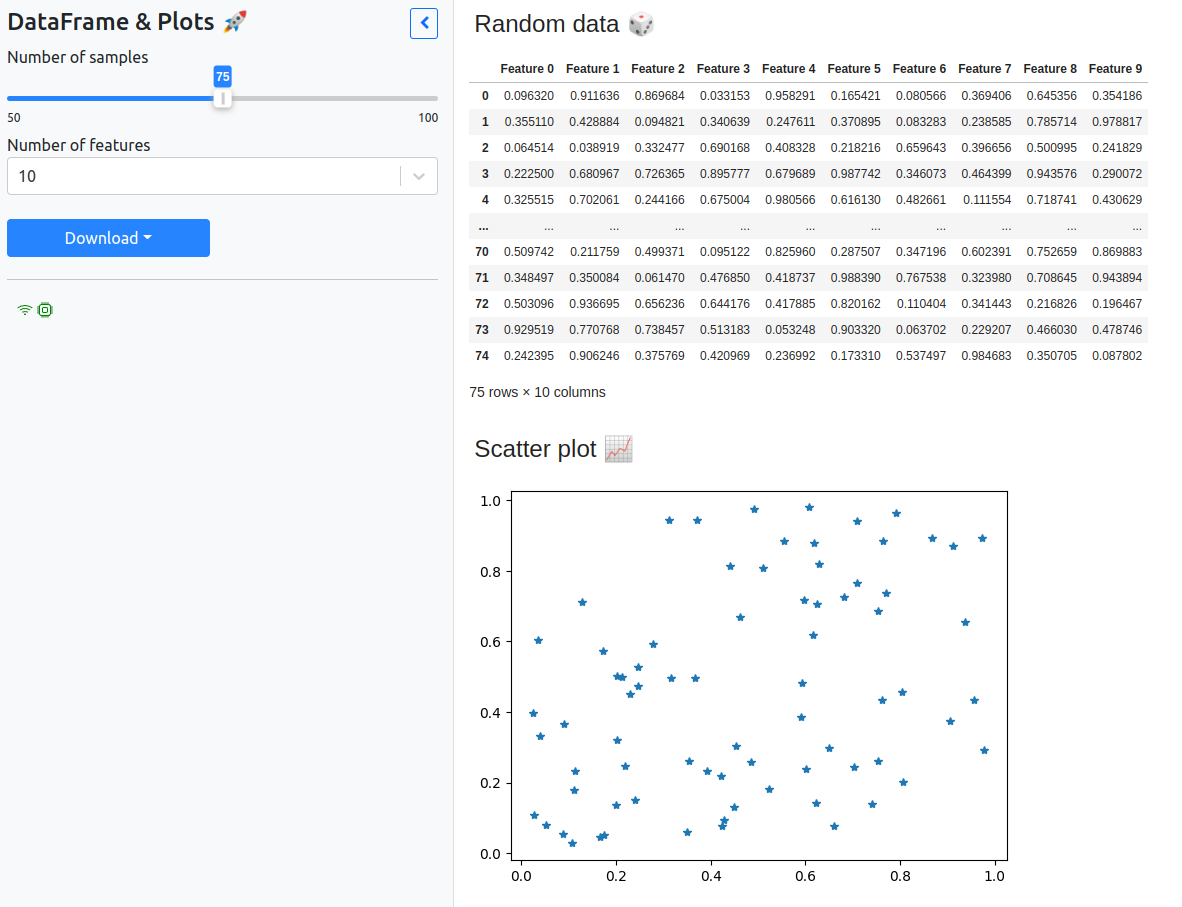 DataFrame & Plots 🚀
Number of samples
75
50 100
Number of features
10
Download
Random data 🎲
Feature 0 Feature 1 Feature 2 Feature 3 Feature 4 Feature 5 Feature 6 Feature 7 Feature 8 Feature 9
0 0.096320 0.911636 0.869684 0.033153 0.958291 0.165421 0.080566 0.369406 0.645356 0.354186
1 0.355110 0.428884 0.094821 0.340639 0.247611 0.370895 0.083283 0.238585 0.785714 0.978817
2 0.064514 0.038919 0.332477 0.690168 0.408328 0.218216 0.659643 0.396656 0.500995 0.241829
3 0.222500 0.680967 0.726365 0.895777 0.679689 0.987742 0.346073 0.464399 0.943576 0.290072
4 0.325515 0.702061 0.244166 0.675004 0.980566 0.616130 0.482661 0.111554 0.718741 0.430629
... ... ... ... ... ... ... ... ... ... ...
70 0.509742 0.211759 0.499371 0.095122 0.825960 0.287507 0.347196 0.602391 0.752659 0.869883
71 0.348497 0.350084 0.061470 0.476850 0.418737 0.988390 0.767538 0.323980 0.708645 0.943894
72 0.503096 0.936695 0.656236 0.644176 0.417885 0.820162 0.110404 0.341443 0.216826 0.196467
73 0.929519 0.770768 0.738457 0.513183 0.053248 0.903320 0.063702 0.229207 0.466030 0.478746
74 0.242395 0.906246 0.375769 0.420969 0.236992 0.173310 0.537497 0.984683 0.350705 0.087802
75 rows × 10 columns
Scatter plot 📈
1.0
0.8
0.6
0.4
0.2
0.0
0.0 0.2 0.4 0.6 0.8 1.0